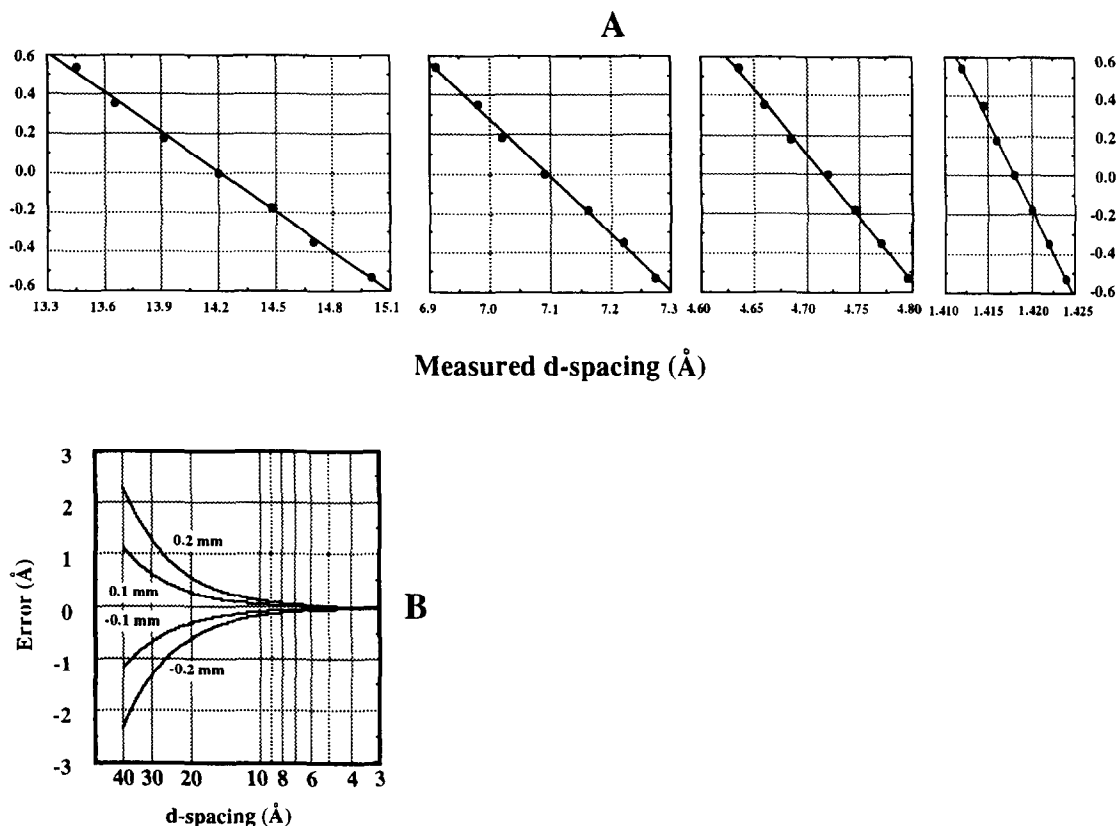 A
0.6
0.4
0.2
0.0
-0.2
-0.4
-0.6
13.3 13.6 13.9 14.2 14.5 14.8 15.1
6.9 7.0 7.1 7.2 7.3
4.60 4.65 4.70 4.75 4.80
1.410 1.415 1.420 1.425
0.6
0.4
0.2
0.0
-0.2
-0.4
-0.6
Measured d-spacing (Å)
3
2
1
0
-1
-2
-3
Error (Å)
0.2 mm
0.1 mm
-0.1 mm
-0.2 mm
B
40 30 20 10 8 6 4 3
d-spacing (Å)